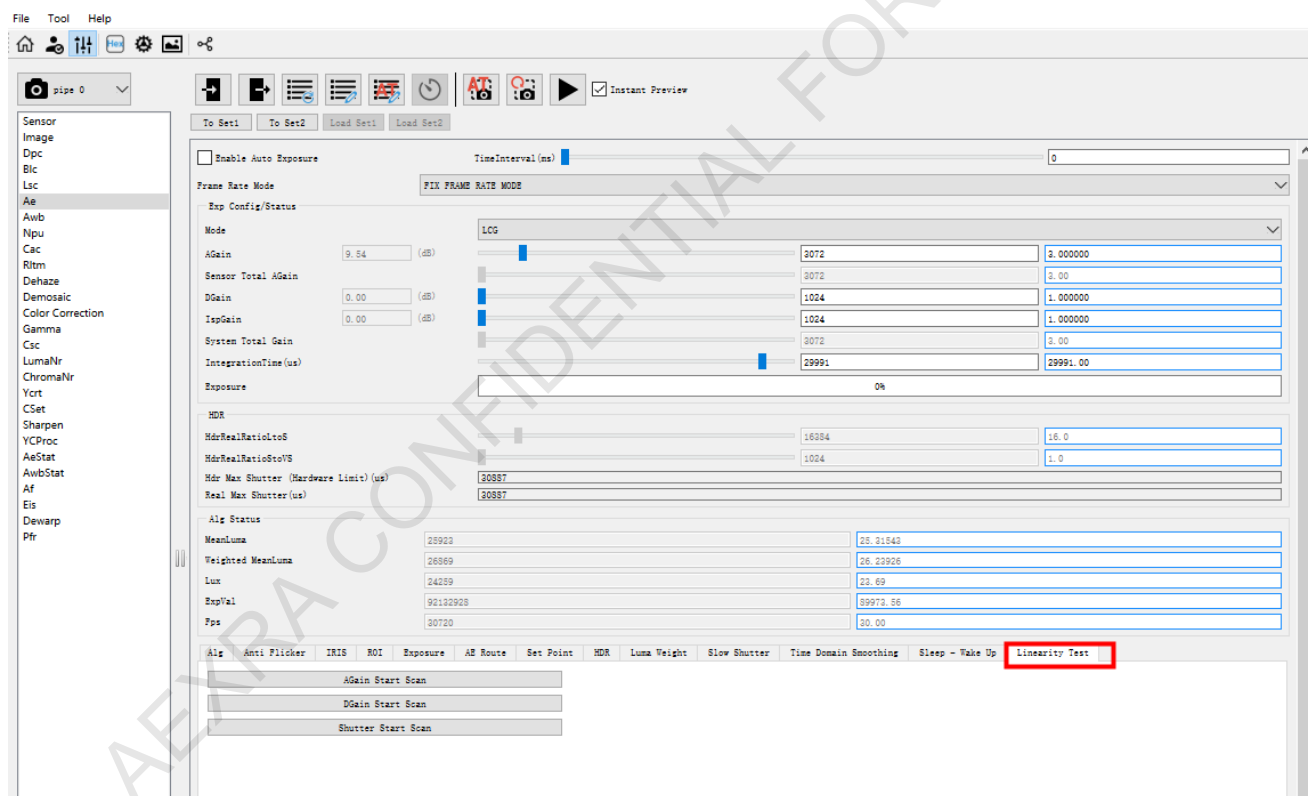 File Tool Help
Hex
pipe 0
AT AT
Instant Preview
To Set1 To Set2 Load Set1 Load Set2
Sensor
Image
Dpc
Blc
Lsc
Ae
Awb
Npu
Cac
Rltm
Dehaze
Demosaic
Color Correction
Gamma
Csc
LumaNr
ChromaNr
Ycrt
CSet
Sharpen
YCProc
AeStat
AwbStat
Af
Eis
Dewarp
Pfr
Enable Auto Exposure TimeInterval(ms) 0
Frame Rate Mode FIX FRAME RATE MODE
Exp Config/Status
Mode LCG
AGain 9.54 (dB) 3072 3.000000
Sensor Total AGain 3072 3.00
DGain 0.00 (dB) 1024 1.000000
IspGain 0.00 (dB) 1024 1.000000
System Total Gain 3072 3.00
IntegrationTime(us) 29991 29991.00
Exposure 0%
HDR
HdrRealRatioLtoS 16384 16.0
HdrRealRatioStoVS 1024 1.0
Hdr Max Shutter (Hardware Limit)(us) 30887
Real Max Shutter(us) 30887
Alg Status
MeanLuma 25923 25.31543
Weighted MeanLuma 26869 26.23926
Lux 24259 23.69
ExpVal 92132928 89973.56
Fps 30720 30.00
Alg Anti Flicker IRIS ROI Exposure AE Route Set Point HDR Luma Weight Slow Shutter Time Domain Smoothing Sleep - Wake Up Linearity Test
AGain Start Scan
DGain Start Scan
Shutter Start Scan
AEXRA CONFIDENTIAL FOR